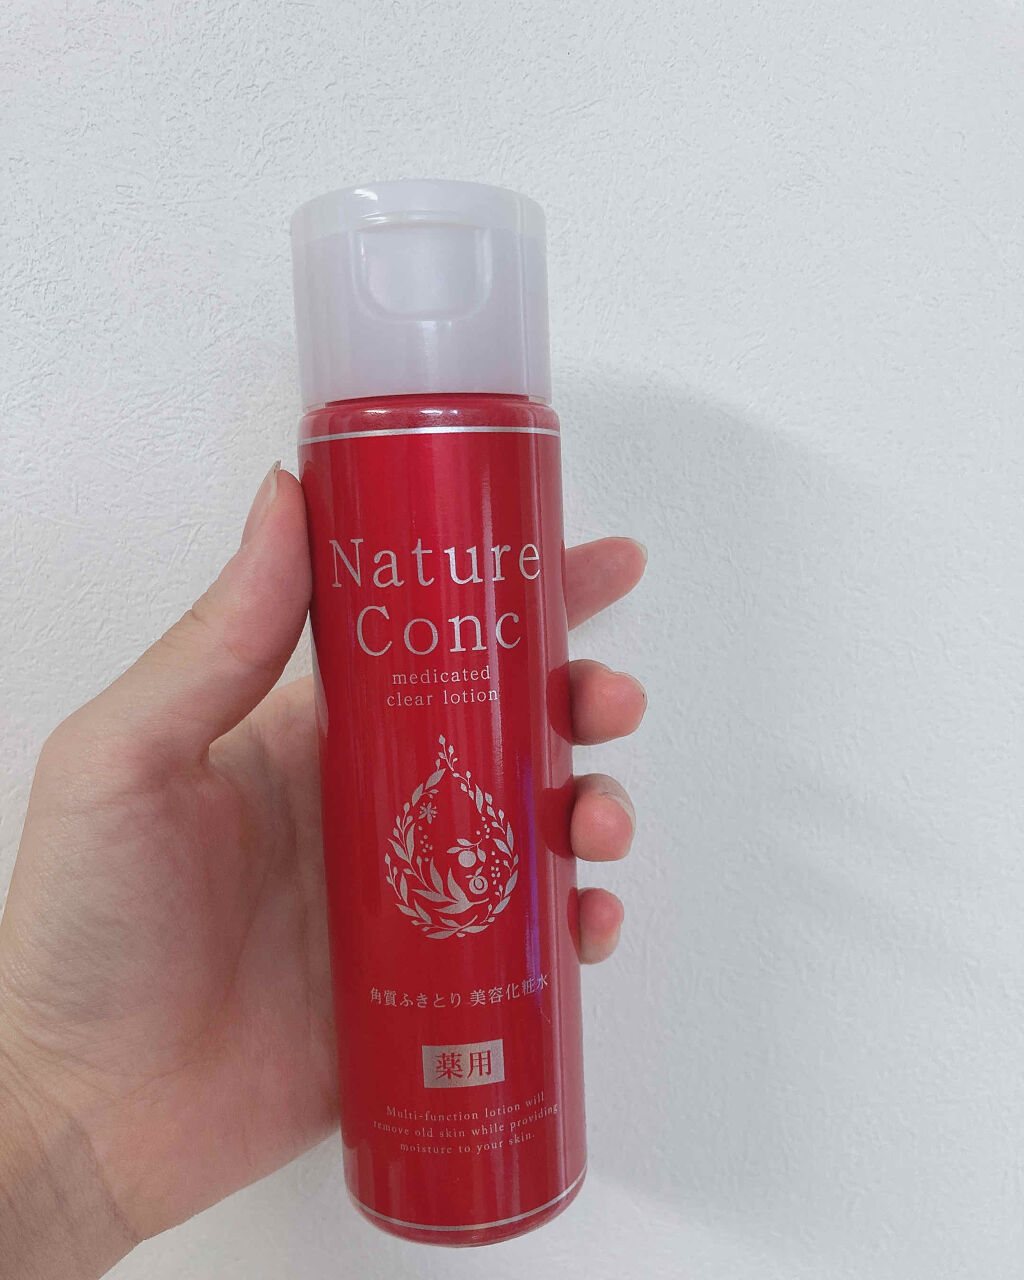 Nature
Conc
medicated
clear lotion
角質ふきとり 美容化粧水
薬用
Multi-function lotion will
remove old skin while providing
moisture to your skin.